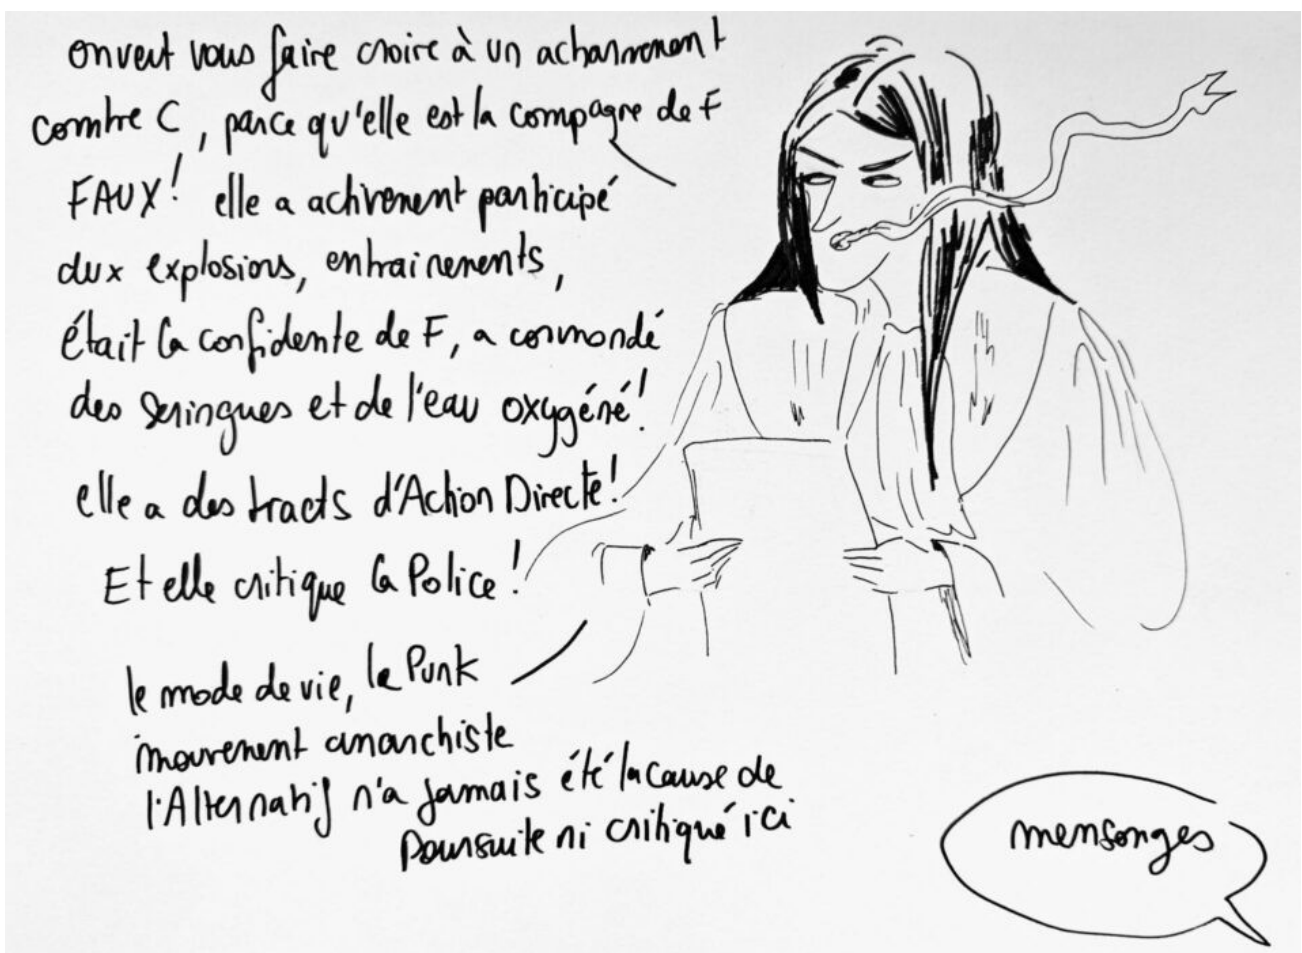 on veut vous faire croire à un acharnement
contre C, parce qu'elle est la compagne de F
FAUX! elle a activement participé
aux explosions, entrainements,
était la confidente de F, a commandé
des seringues et de l'eau oxygéné!
elle a des tracts d'Action Directe!
Et elle critique la Police!
le mode de vie, le Punk
mouvement anarchiste
l'Alternatif n'a jamais été la cause de
poursuite ni critiqué ici
mensonges